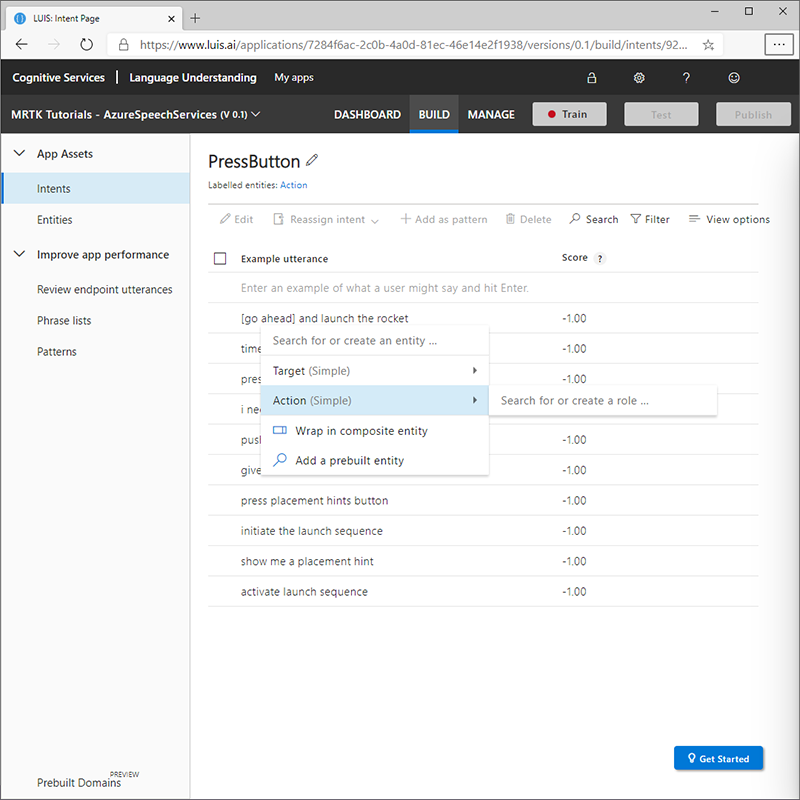 LUIS: Intent Page
https://www.luis.ai/applications/7284f6ac-2c0b-4a0d-81ec-46e14e2f1938/versions/0.1/build/intents/92...
Cognitive Services | Language Understanding My apps ?
MRTK Tutorials - AzureSpeechServices (V 0.1) DASHBOARD BUILD MANAGE Train Test Publish
App Assets
Intents
Entities
Improve app performance
Review endpoint utterances
Phrase lists
Patterns
Prebuilt Domains PREVIEW
PressButton
Labelled entities: Action
Edit Reassign intent Add as pattern Delete Search Filter View options
Example utterance Score ?
Enter an example of what a user might say and hit Enter.
[go ahead] and launch the rocket -1.00
Search for or create an entity ...
time -1.00
Target (Simple)
pres -1.00
Action (Simple) Search for or create a role ...
i nee
Wrap in composite entity
push -1.00
Add a prebuilt entity
give -1.00
press placement hints button -1.00
initiate the launch sequence -1.00
show me a placement hint -1.00
activate launch sequence -1.00
Get Started